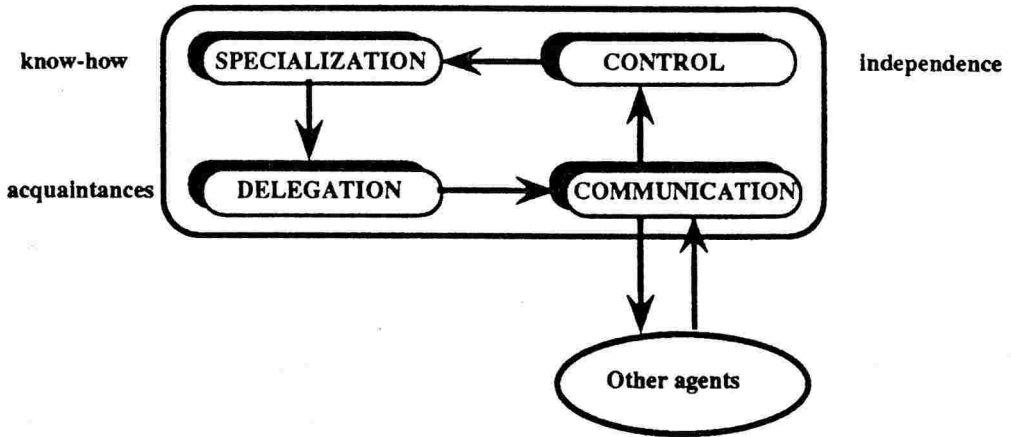 know-how
SPECIALIZATION
CONTROL
independence
acquaintances
DELEGATION
COMMUNICATION
Other agents